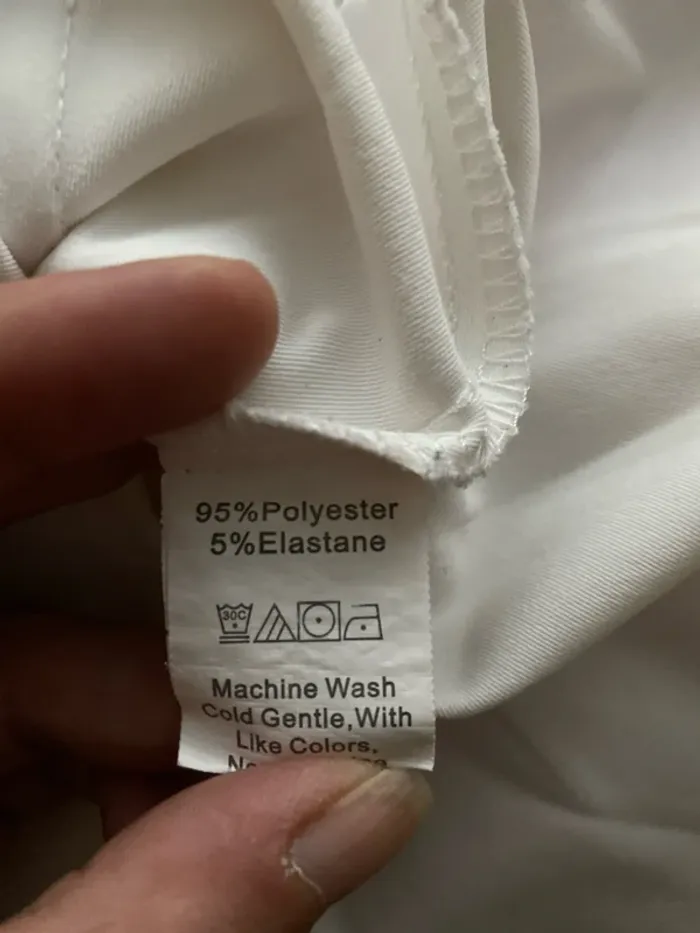 95%Polyester
5%Elastane
30C
Machine Wash
Cold Gentle,With
Like Colors,